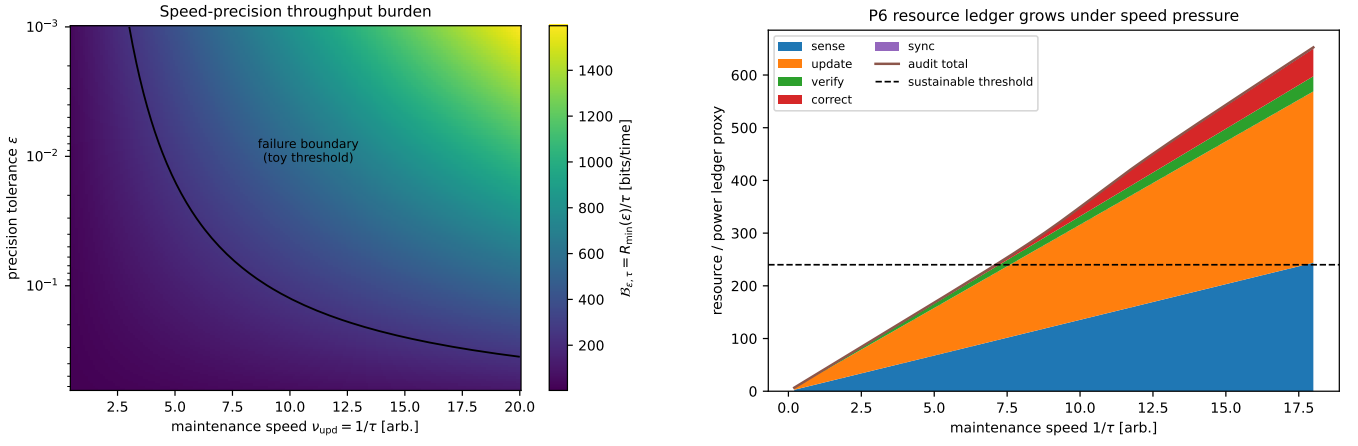 Speed-precision throughput burden
10⁻³
10⁻²
10⁻¹
precision tolerance ε
failure boundary
(toy threshold)
2.5 5.0 7.5 10.0 12.5 15.0 17.5 20.0
maintenance speed ν_upd = 1/τ [arb.]
1400
1200
1000
800
600
400
200
ℬ_ε,τ = R_min(ε)/τ [bits/time]
P6 resource ledger grows under speed pressure
sense
update
verify
correct
sync
audit total
sustainable threshold
600
500
400
300
200
100
0
resource / power ledger proxy
0.0 2.5 5.0 7.5 10.0 12.5 15.0 17.5
maintenance speed 1/τ [arb.]